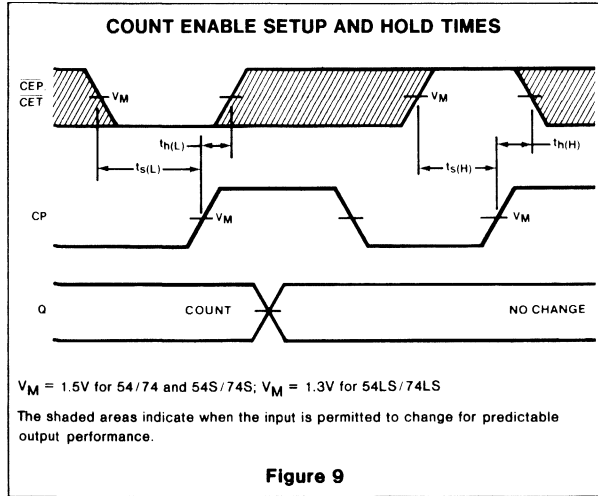 COUNT ENABLE SETUP AND HOLD TIMES
CEP
CET
VM
VM
th(L)
th(H)
ts(L)
ts(H)
CP
VM
VM
Q
COUNT
NO CHANGE
VM = 1.5V for 54/74 and 54S/74S; VM = 1.3V for 54LS/74LS
The shaded areas indicate when the input is permitted to change for predictable
output performance.
Figure 9